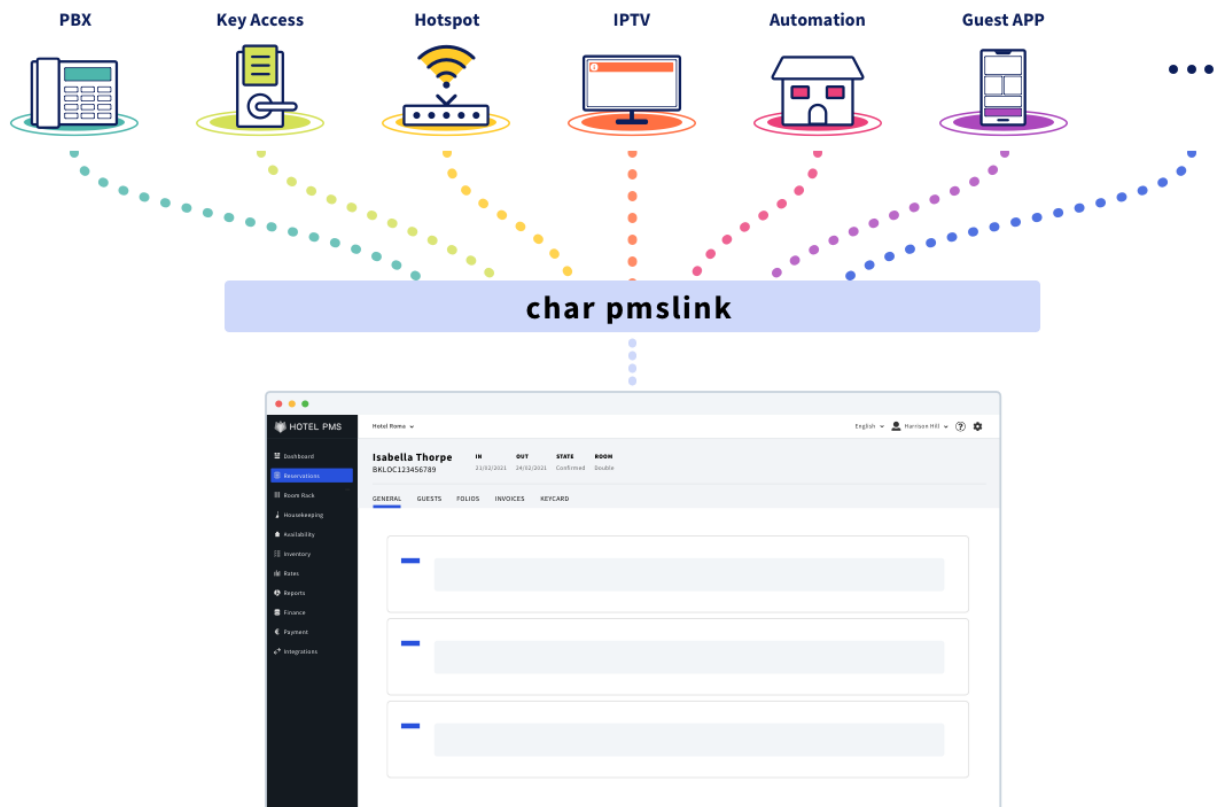 PBX Key Access Hotspot IPTV Automation Guest APP
char pmslink
HOTEL PMS
Hotel Roma
English Harrison Hill
Dashboard
Reservations
Room Rack
Housekeeping
Availability
Inventory
Rates
Reports
Finance
Payment
Integrations
Isabella Thorpe
BKLOC123456789
IN OUT STATE ROOM
23/02/2021 24/02/2021 Confirmed Double
GENERAL GUESTS FOLIOS INVOICES KEYCARD